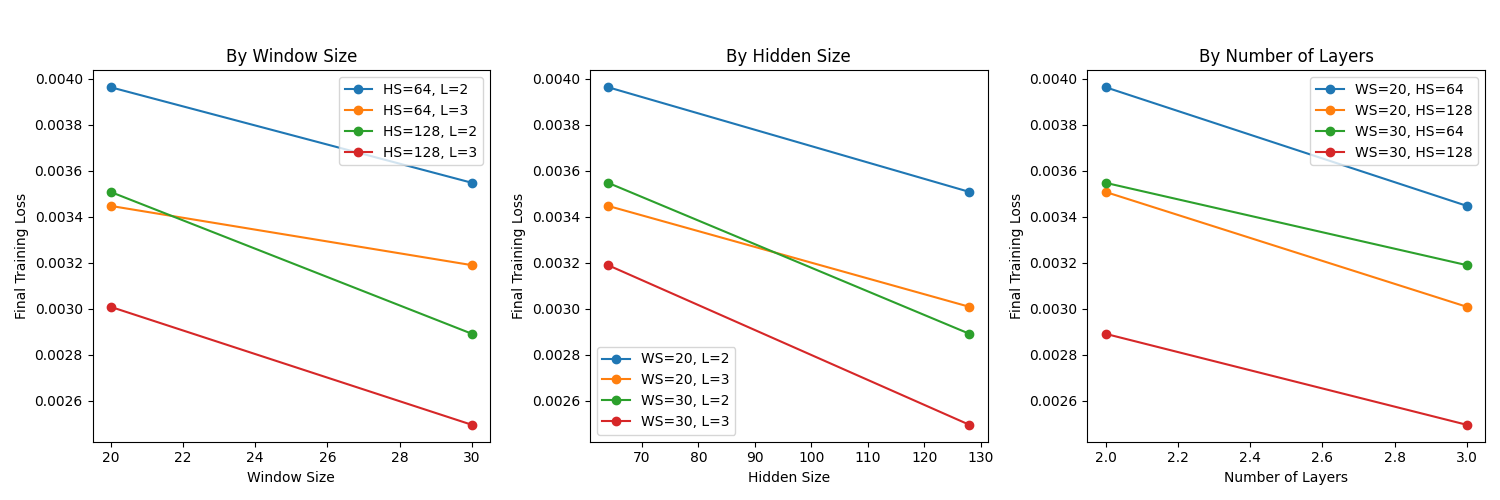 By Window Size
0.0040
0.0038
0.0036
0.0034
0.0032
0.0030
0.0028
0.0026
Final Training Loss
HS=64, L=2
HS=64, L=3
HS=128, L=2
HS=128, L=3
20 22 24 26 28 30
Window Size
By Hidden Size
0.0040
0.0038
0.0036
0.0034
0.0032
0.0030
0.0028
0.0026
Final Training Loss
WS=20, L=2
WS=20, L=3
WS=30, L=2
WS=30, L=3
70 80 90 100 110 120 130
Hidden Size
By Number of Layers
0.0040
0.0038
0.0036
0.0034
0.0032
0.0030
0.0028
0.0026
Final Training Loss
WS=20, HS=64
WS=20, HS=128
WS=30, HS=64
WS=30, HS=128
2.0 2.2 2.4 2.6 2.8 3.0
Number of Layers